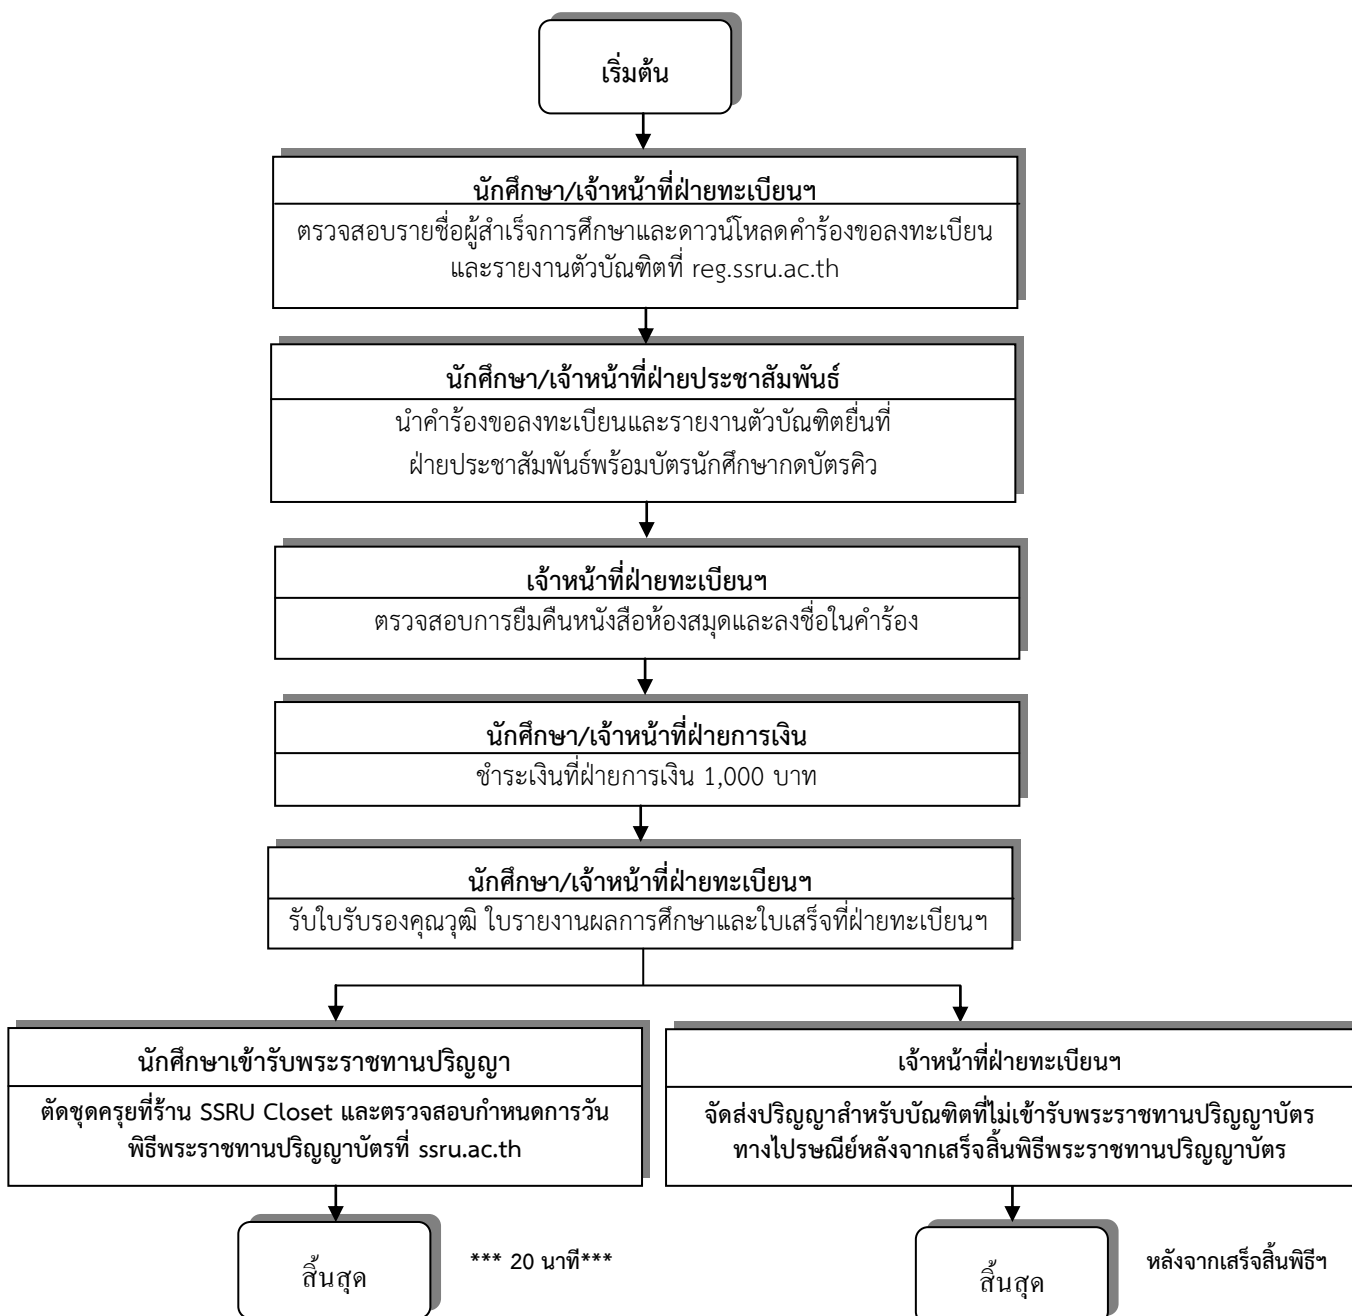 เริ่มต้น
นักศึกษา/เจ้าหน้าที่ฝ่ายทะเบียนฯ
ตรวจสอบรายชื่อผู้สำเร็จการศึกษาและดาวน์โหลดคำร้องขอลงทะเบียน
และรายงานตัวบัณฑิตที่ reg.ssru.ac.th
นักศึกษา/เจ้าหน้าที่ฝ่ายประชาสัมพันธ์
นำคำร้องขอลงทะเบียนและรายงานตัวบัณฑิตยื่นที่
ฝ่ายประชาสัมพันธ์พร้อมบัตรนักศึกษากดบัตรคิว
เจ้าหน้าที่ฝ่ายทะเบียนฯ
ตรวจสอบการยืมคืนหนังสือห้องสมุดและลงชื่อในคำร้อง
นักศึกษา/เจ้าหน้าที่ฝ่ายการเงิน
ชำระเงินที่ฝ่ายการเงิน 1,000 บาท
นักศึกษา/เจ้าหน้าที่ฝ่ายทะเบียนฯ
รับใบรับรองคุณวุฒิ ใบรายงานผลการศึกษาและใบเสร็จที่ฝ่ายทะเบียนฯ
นักศึกษาเข้ารับพระราชทานปริญญา
ตัดชุดครุยที่ร้าน SSRU Closet และตรวจสอบกำหนดการวัน
พิธีพระราชทานปริญญาบัตรที่ ssru.ac.th
เจ้าหน้าที่ฝ่ายทะเบียนฯ
จัดส่งปริญญาสำหรับบัณฑิตที่ไม่เข้ารับพระราชทานปริญญาบัตร
ทางไปรษณีย์หลังจากเสร็จสิ้นพิธีพระราชทานปริญญาบัตร
สิ้นสุด
*** 20 นาที***
สิ้นสุด
หลังจากเสร็จสิ้นพิธีฯ